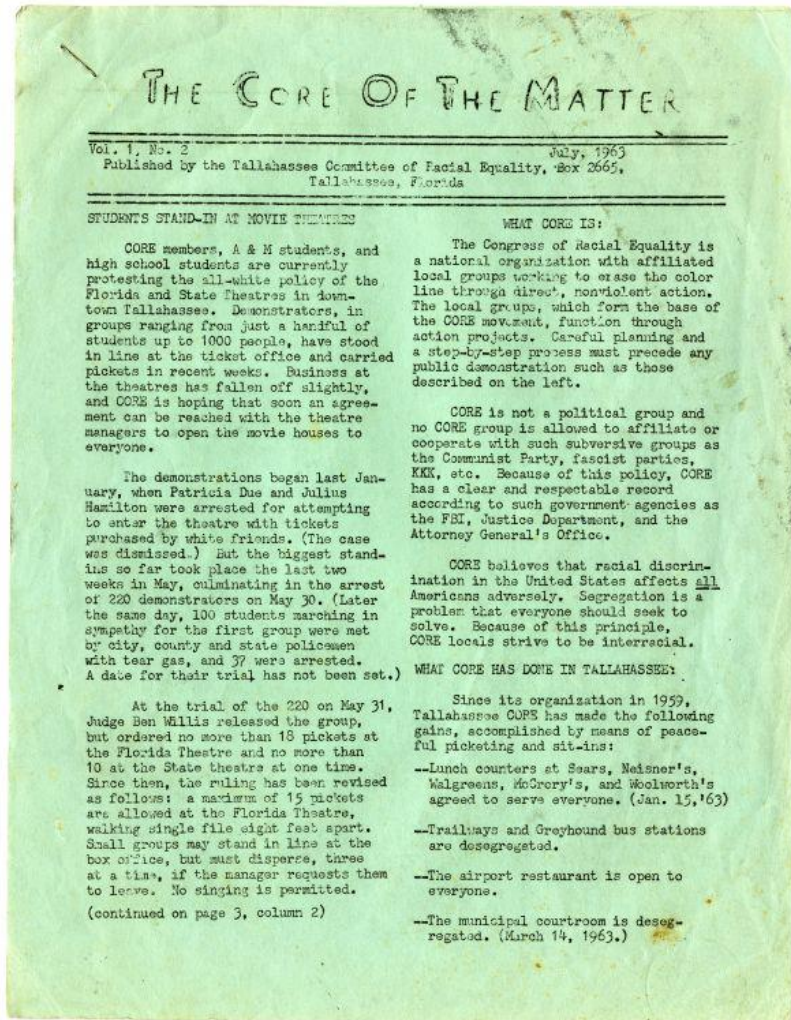 THE CORE OF THE MATTER
Vol. 1, No. 2 July, 1963
Published by the Tallahassee Committee of Racial Equality, Box 2665,
Tallahassee, Florida
STUDENTS STAND-IN AT MOVIE THEATRES
CORE members, A & M students, and
high school students are currently
protesting the all-white policy of the
Florida and State Theatres in down-
town Tallahassee. Demonstrators, in
groups ranging from just a handful of
students up to 1000 people, have stood
in line at the ticket office and carried
pickets in recent weeks. Business at
the theatres has fallen off slightly,
and CORE is hoping that soon an agree-
ment can be reached with the theatre
managers to open the movie houses to
everyone.
The demonstrations began last Jan-
uary, when Patricia Due and Julius
Hamilton were arrested for attempting
to enter the theatre with tickets
purchased by white friends. (The case
was dismissed.) But the biggest stand-
ins so far took place the last two
weeks in May, culminating in the arrest
of 220 demonstrators on May 30. (Later
the same day, 100 students marching in
sympathy for the first group were met
by city, county and state policemen
with tear gas, and 37 were arrested.
A date for their trial has not been set.)
At the trial of the 220 on May 31,
Judge Ben Willis released the group,
but ordered no more than 18 pickets at
the Florida Theatre and no more than
10 at the State theatre at one time.
Since then, the ruling has been revised
as follows: a maximum of 15 pickets
are allowed at the Florida Theatre,
walking single file eight feet apart.
Small groups may stand in line at the
box office, but must disperse, three
at a time, if the manager requests them
to leave. No singing is permitted.
(continued on page 3, column 2)
WHAT CORE IS:
The Congress of Racial Equality is
a national organization with affiliated
local groups working to erase the color
line through direct, nonviolent action.
The local groups, which form the base of
the CORE movement, function through
action projects. Careful planning and
a step-by-step process must precede any
public demonstration such as those
described on the left.
CORE is not a political group and
no CORE group is allowed to affiliate or
cooperate with such subversive groups as
the Communist Party, fascist parties,
KKK, etc. Because of this policy, CORE
has a clear and respectable record
according to such government agencies as
the FBI, Justice Department, and the
Attorney General's Office.
CORE believes that racial discrim-
ination in the United States affects all
Americans adversely. Segregation is a
problem that everyone should seek to
solve. Because of this principle,
CORE locals strive to be interracial.
WHAT CORE HAS DONE IN TALLAHASSEE:
Since its organization in 1959,
Tallahassee CORE has made the following
gains, accomplished by means of peace-
ful picketing and sit-ins:
--Lunch counters at Sears, Neisner's,
Walgreens, McCrory's, and Woolworth's
agreed to serve everyone. (Jan. 15,'63)
--Trailways and Greyhound bus stations
are desegregated.
--The airport restaurant is open to
everyone.
--The municipal courtroom is deseg-
regated. (March 14, 1963.)